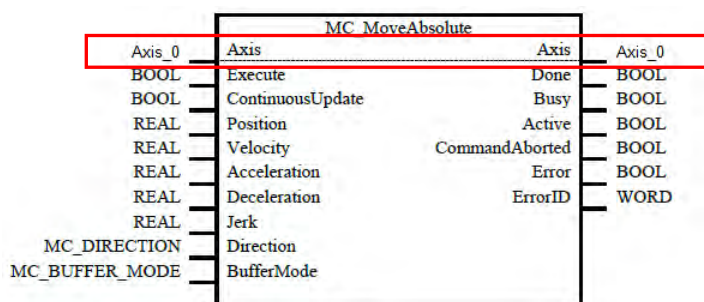 MC_MoveAbsolute
Axis_0 Axis Axis Axis_0
BOOL Execute Done BOOL
BOOL ContinuousUpdate Busy BOOL
REAL Position Active BOOL
REAL Velocity CommandAborted BOOL
REAL Acceleration Error BOOL
REAL Deceleration ErrorID WORD
REAL Jerk
MC_DIRECTION Direction
MC_BUFFER_MODE BufferMode